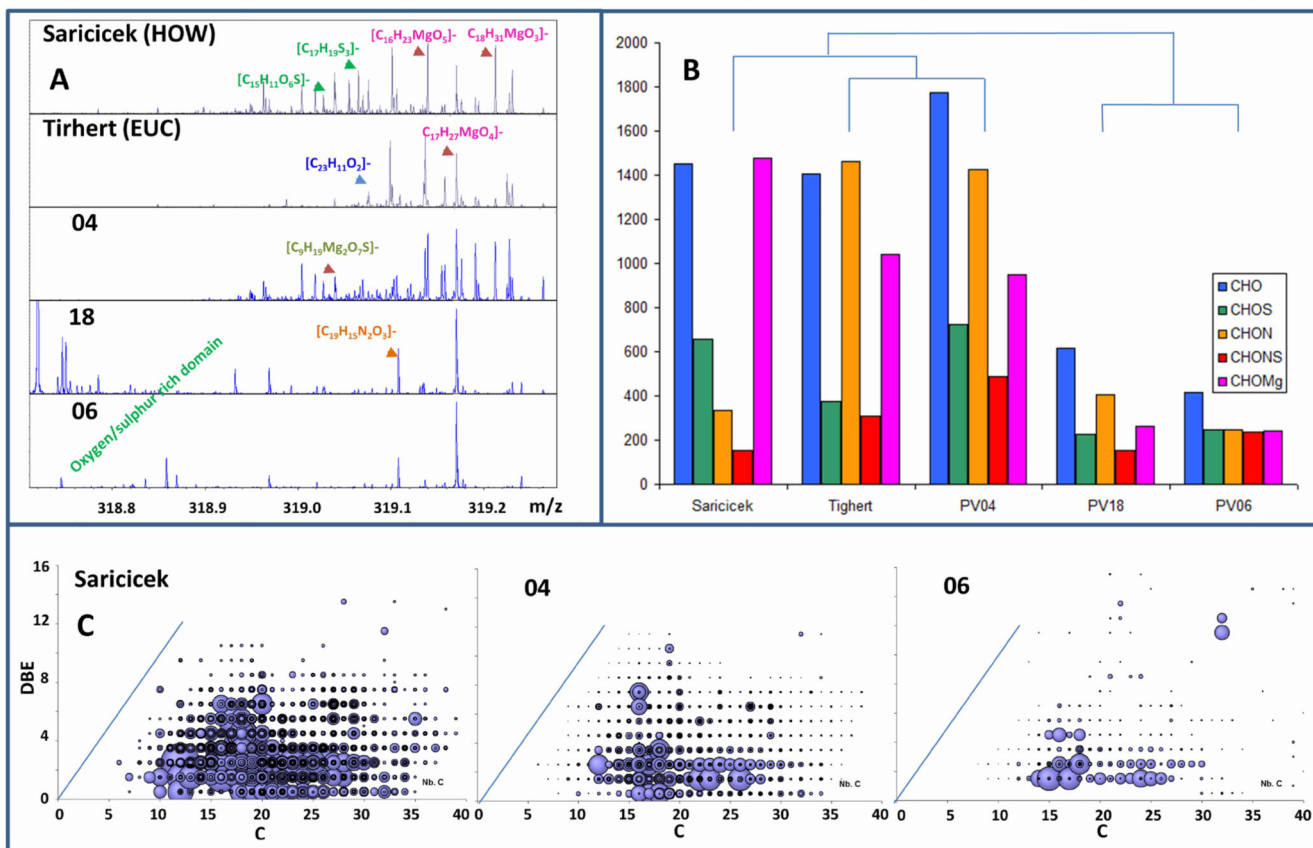 Saricicek (HOW)
A
[C₁₇H₁₉S₃]-
[C₁₆H₂₃MgO₅]-
C₁₈H₃₁MgO₃]-
[C₁₅H₁₁O₆S]-
Tirhert (EUC)
C₁₇H₂₇MgO₄]-
[C₂₃H₁₁O₂]-
04
[C₉H₁₉Mg₂O₇S]-
18
[C₁₉H₁₅N₂O₃]-
Oxygen/sulphur rich domain
06
318.8 318.9 319.0 319.1 319.2 m/z
B
2000
1800
1600
1400
1200
1000
800
600
400
200
0
CHO
CHOS
CHON
CHONS
CHOMg
Saricicek Tighert PV04 PV18 PV06
Saricicek
C
DBE
16
12
8
4
0
Nb. C
0 5 10 15 20 25 30 35 40
C
04
Nb. C
0 5 10 15 20 25 30 35 40
C
06
Nb. C
0 5 10 15 20 25 30 35 40
C